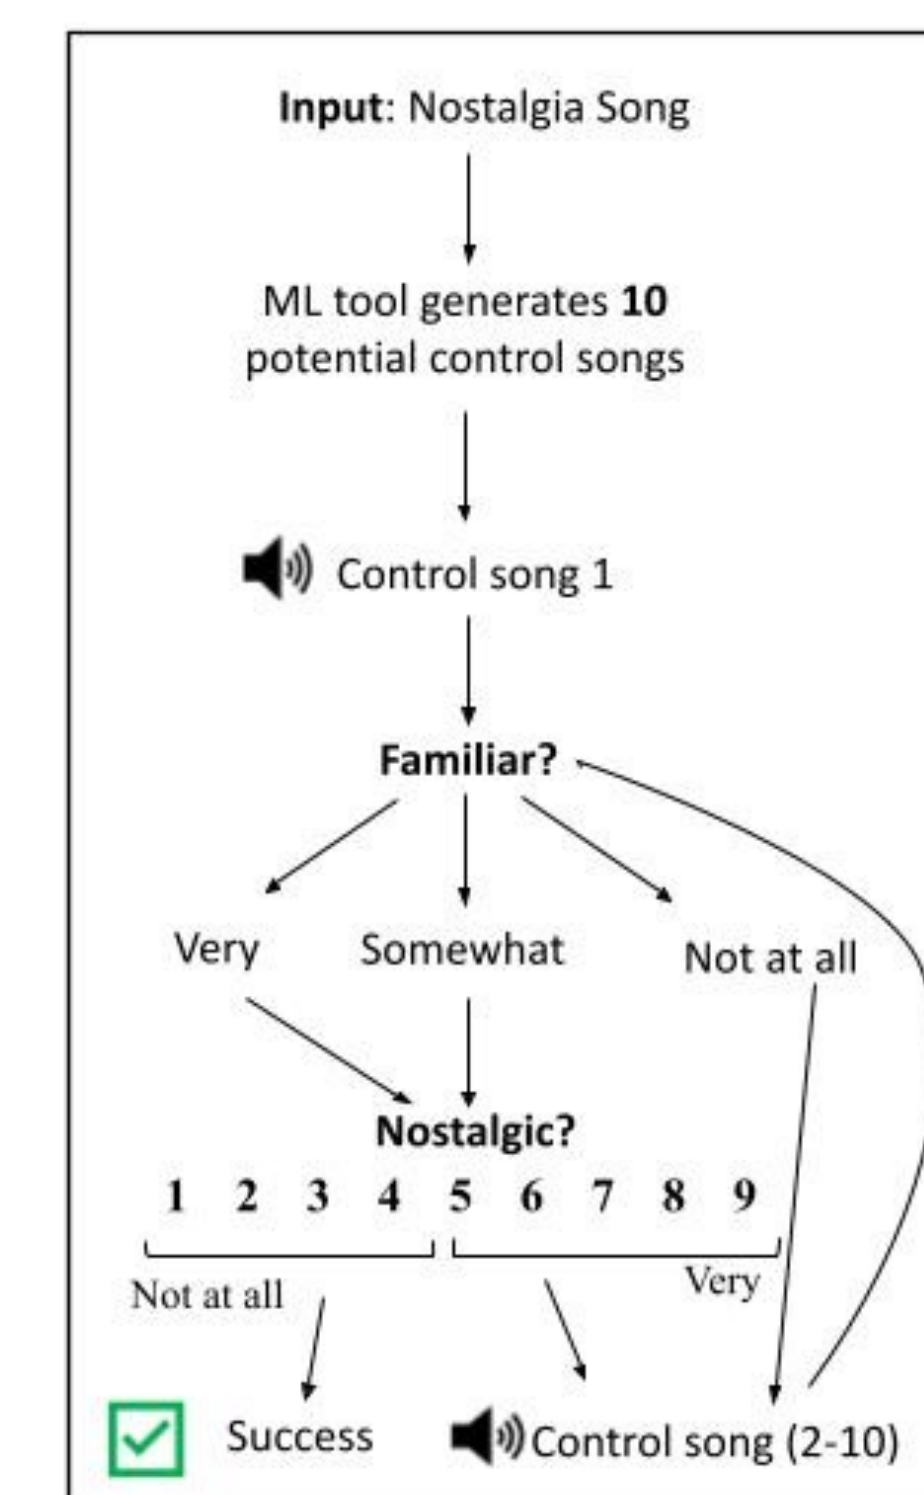 Input: Nostalgia Song
ML tool generates 10
potential control songs
Control song 1
Familiar?
Very Somewhat Not at all
Nostalgic?
1 2 3 4 5 6 7 8 9
Not at all Very
Success Control song (2-10)